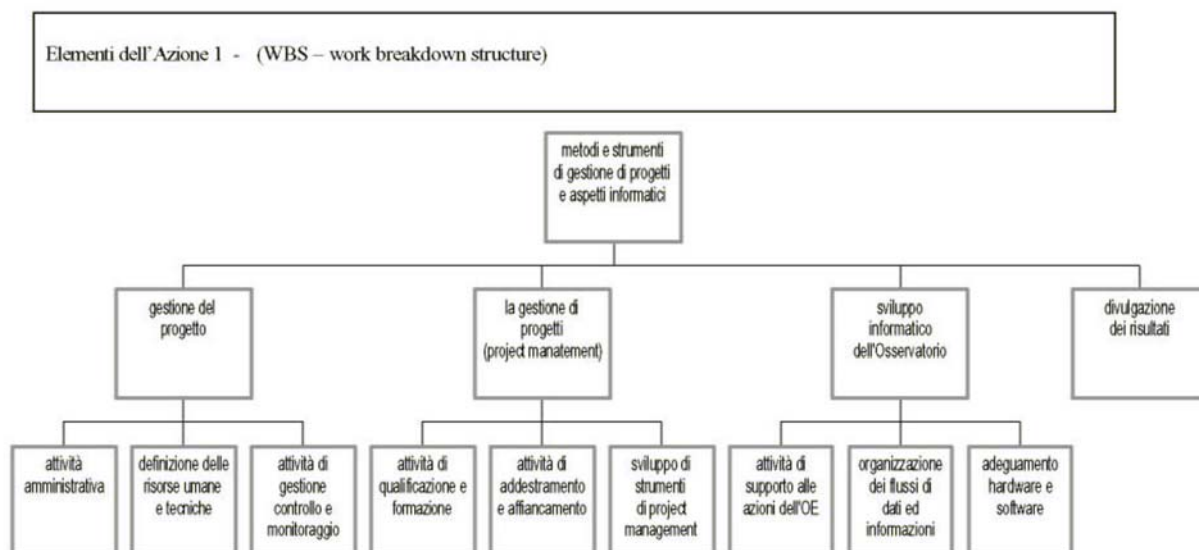 Elementi dell'Azione 1 - (WBS – work breakdown structure)
metodi e strumenti
di gestione di progetti
e aspetti informatici
gestione del
progetto
la gestione di
progetti
(project manatement)
sviluppo
informatico
dell'Osservatorio
divulgazione
dei risultati
attività
amministrativa
definizione delle
risorse umane
e tecniche
attività di
gestione
controllo e
monitoraggio
attività di
qualificazione e
formazione
attività di
addestramento
e affiancamento
sviluppo di
strumenti
di project
management
attività di
supporto alle
azioni dell'OE
organizzazione
dei flussi di
dati ed
informazioni
adeguamento
hardware e
software